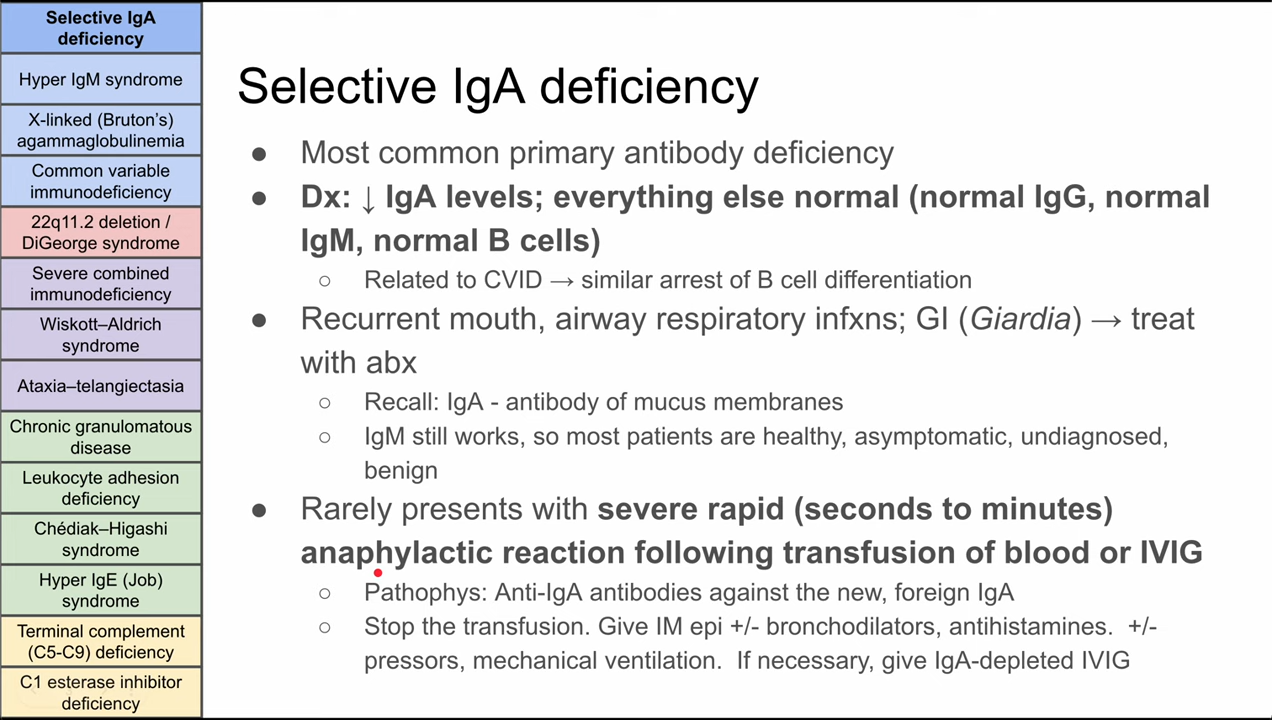 Selective IgA
deficiency
Hyper IgM syndrome
X-linked (Bruton's)
agammaglobulinemia
Common variable
immunodeficiency
22q11.2 deletion /
DiGeorge syndrome
Severe combined
immunodeficiency
Wiskott–Aldrich
syndrome
Ataxia–telangiectasia
Chronic granulomatous
disease
Leukocyte adhesion
deficiency
Chédiak–Higashi
syndrome
Hyper IgE (Job)
syndrome
Terminal complement
(C5-C9) deficiency
C1 esterase inhibitor
deficiency
Selective IgA deficiency
● Most common primary antibody deficiency
● Dx: ↓ IgA levels; everything else normal (normal IgG, normal
IgM, normal B cells)
○ Related to CVID → similar arrest of B cell differentiation
● Recurrent mouth, airway respiratory infxns; GI (Giardia) → treat
with abx
○ Recall: IgA - antibody of mucus membranes
○ IgM still works, so most patients are healthy, asymptomatic, undiagnosed,
benign
● Rarely presents with severe rapid (seconds to minutes)
anaphylactic reaction following transfusion of blood or IVIG
○ Pathophys: Anti-IgA antibodies against the new, foreign IgA
○ Stop the transfusion. Give IM epi +/- bronchodilators, antihistamines. +/-
pressors, mechanical ventilation. If necessary, give IgA-depleted IVIG